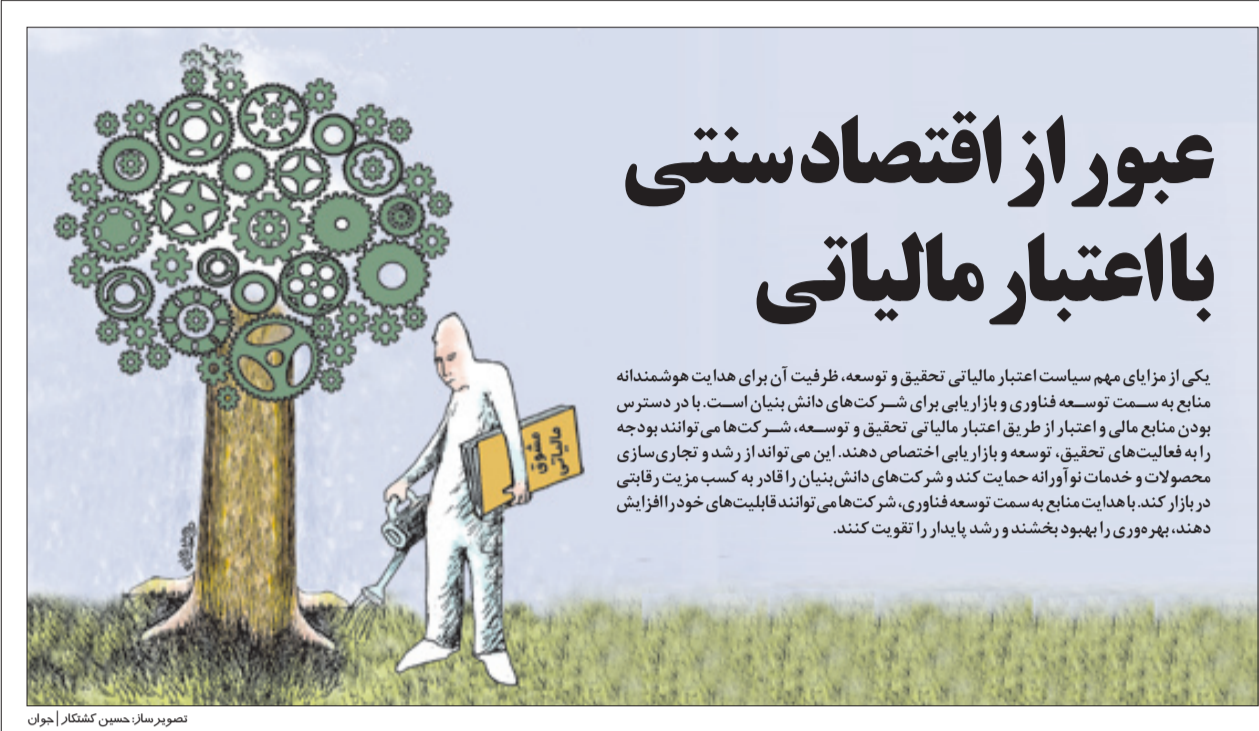 عبور از اقتصاد سنتی
با اعتبار مالیاتی
یکی از مزایای مهم سیاست اعتبار مالیاتی تحقیق و توسعه، ظرفیت آن برای هدایت هوشمندانه
منابع به سمت توسعه فناوری و بازاریابی برای شرکت‌های دانش بنیان است. با در دسترس
بودن منابع مالی و اعتبار از طریق اعتبار مالیاتی تحقیق و توسعه، شرکت‌ها می‌توانند بودجه
را به فعالیت‌های تحقیق، توسعه و بازاریابی اختصاص دهند. این می‌تواند از رشد و تجاری‌سازی
محصولات و خدمات نوآورانه حمایت کند و شرکت‌های دانش‌بنیان را قادر به کسب مزیت رقابتی
در بازار کند. با هدایت منابع به سمت توسعه فناوری، شرکت‌ها می‌توانند قابلیت‌های خود را افزایش
دهند، بهره‌وری را بهبود بخشند و رشد پایدار را تقویت کنند.
مشوق
مالیاتی
تصویرساز: حسین کشتکار | جوان